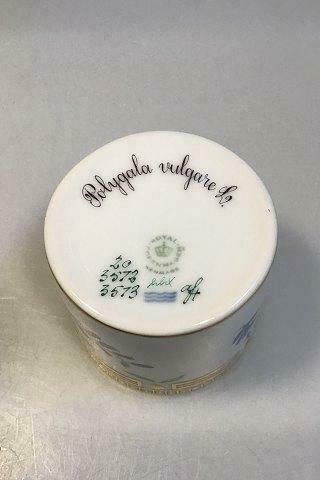 Polygala vulgare L.
ROYAL
COPENHAGEN
DENMARK
20
3572
3573